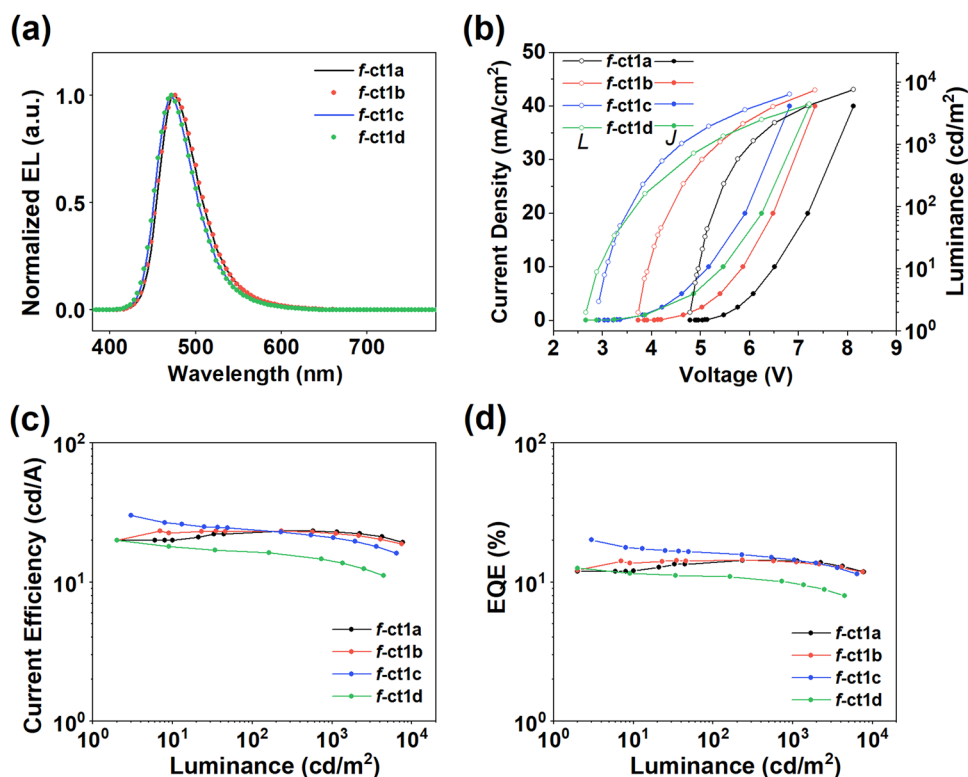 (a)
Normalized EL (a.u.)
1.0
0.5
0.0
400 500 600 700
Wavelength (nm)
f-ct1a
f-ct1b
f-ct1c
f-ct1d
(b)
Current Density (mA/cm²)
50
40
30
20
10
0
2 3 4 5 6 7 8 9
Voltage (V)
Luminance (cd/m²)
10⁴
10³
10²
10¹
10⁰
f-ct1a
f-ct1b
f-ct1c
f-ct1d
L J
(c)
Current Efficiency (cd/A)
10²
10¹
10⁰
10⁰ 10¹ 10² 10³ 10⁴
Luminance (cd/m²)
f-ct1a
f-ct1b
f-ct1c
f-ct1d
(d)
EQE (%)
10²
10¹
10⁰
10⁰ 10¹ 10² 10³ 10⁴
Luminance (cd/m²)
f-ct1a
f-ct1b
f-ct1c
f-ct1d